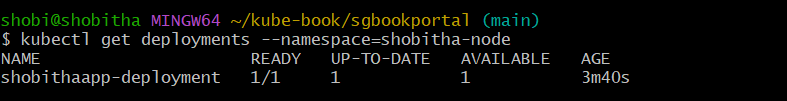 shobi@shobitha MINGW64 ~/kube-book/sgbookportal (main)
$ kubectl get deployments --namespace=shobitha-node
NAME                     READY   UP-TO-DATE   AVAILABLE   AGE
shobithaapp-deployment   1/1     1            1           3m40s